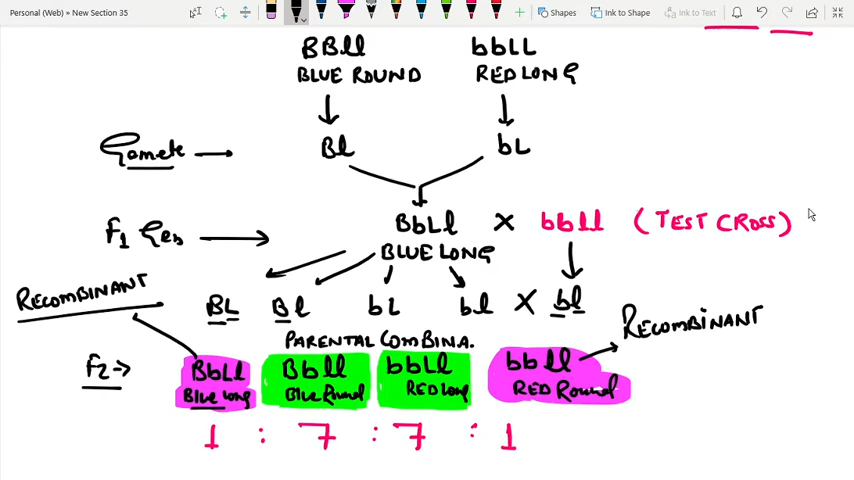 Personal (Web) » New Section 35
Shapes
Ink to Shape
Ink to Text
BBll bbLL
BLUE ROUND RED LONG
Gamete Bl bL
F1 Gen BbLl × bbll (TEST CROSS)
BLUE LONG
RECOMBINANT BL Bl bL bl × bl RECOMBINANT
PARENTAL COMBINA.
F2→ BbLl Bbll bbLl bbll
Blue Long Blue Round RED Long RED Round
1 : 7 : 7 : 1